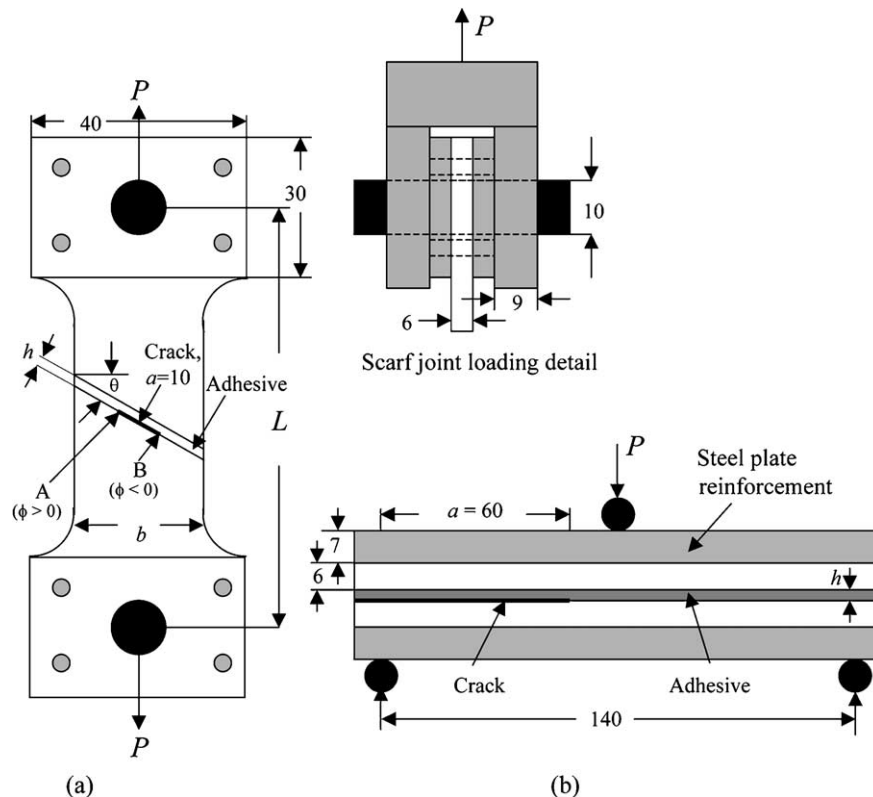 P
40
30
h
θ
Crack,
a=10
Adhesive
L
A
(ϕ > 0)
B
(ϕ < 0)
b
P
(a)
P
10
9
6
Scarf joint loading detail
P
Steel plate
reinforcement
a = 60
7
6
h
Crack
Adhesive
140
(b)